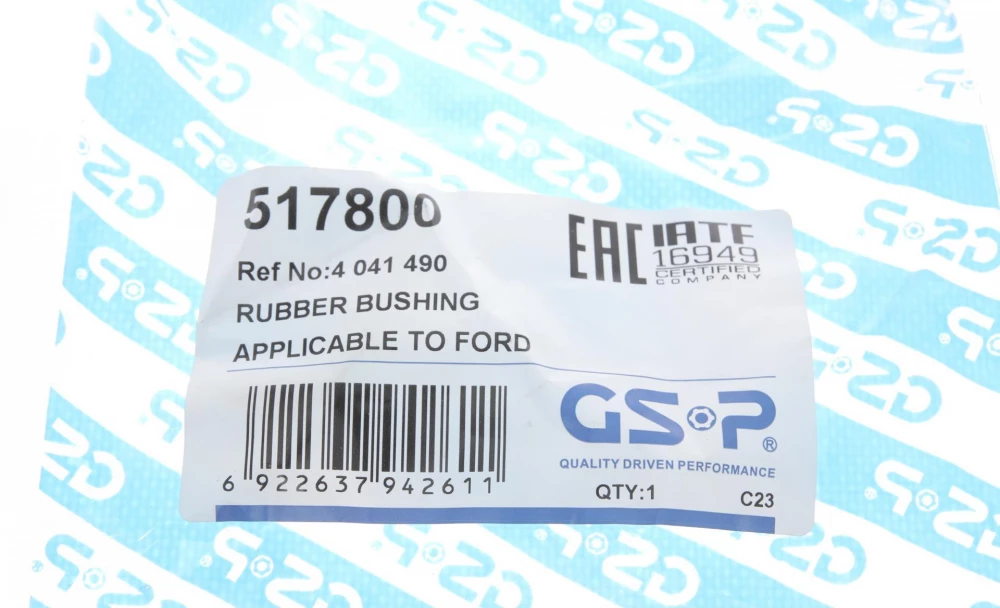 517800
Ref No:4 041 490
RUBBER BUSHING
APPLICABLE TO FORD
EAC
IATF
16949
CERTIFIED
COMPANY
6 922637 942611
GSP®
QUALITY DRIVEN PERFORMANCE
QTY:1
C23